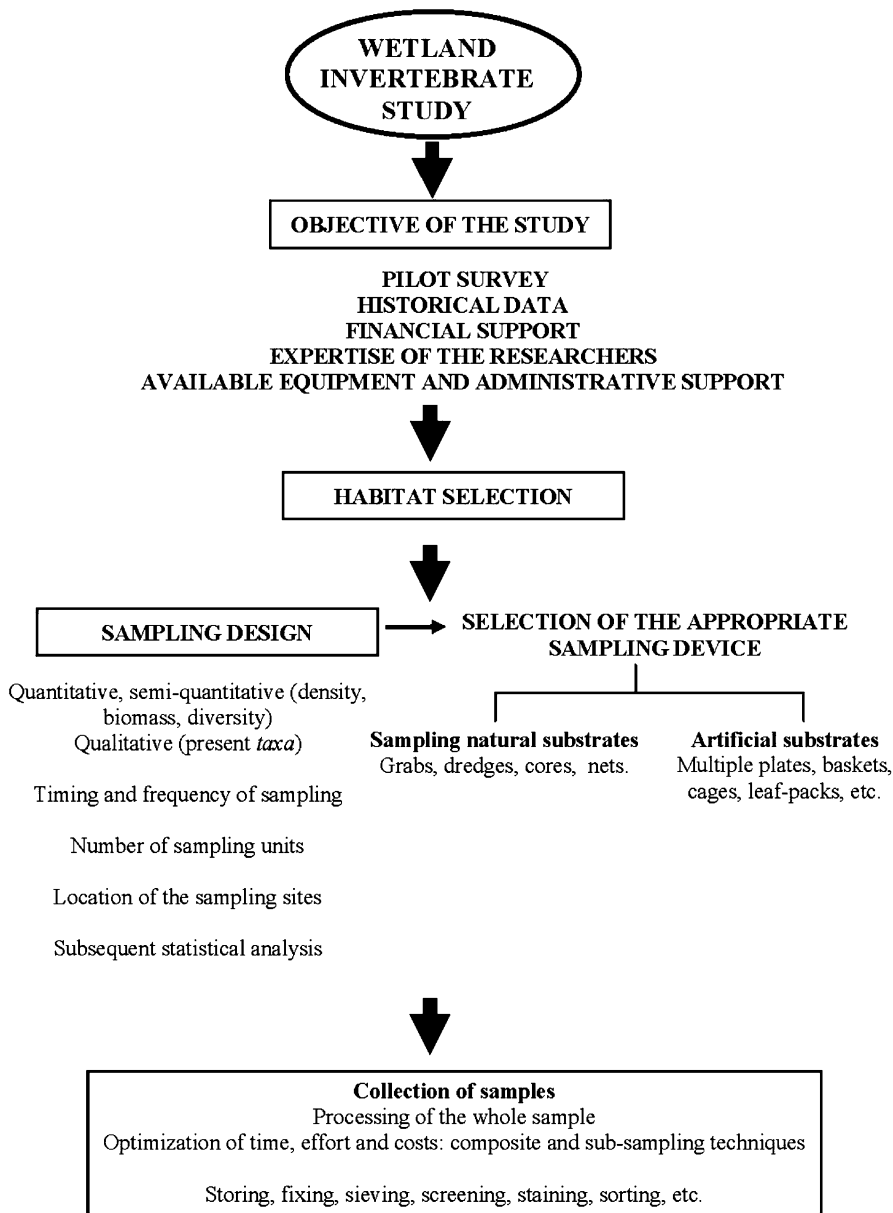 WETLAND
INVERTEBRATE
STUDY
OBJECTIVE OF THE STUDY
PILOT SURVEY
HISTORICAL DATA
FINANCIAL SUPPORT
EXPERTISE OF THE RESEARCHERS
AVAILABLE EQUIPMENT AND ADMINISTRATIVE SUPPORT
HABITAT SELECTION
SAMPLING DESIGN
Quantitative, semi-quantitative (density,
biomass, diversity)
Qualitative (present taxa)
Timing and frequency of sampling
Number of sampling units
Location of the sampling sites
Subsequent statistical analysis
SELECTION OF THE APPROPRIATE
SAMPLING DEVICE
Sampling natural substrates
Grabs, dredges, cores, nets.
Artificial substrates
Multiple plates, baskets,
cages, leaf-packs, etc.
Collection of samples
Processing of the whole sample
Optimization of time, effort and costs: composite and sub-sampling techniques
Storing, fixing, sieving, screening, staining, sorting, etc.